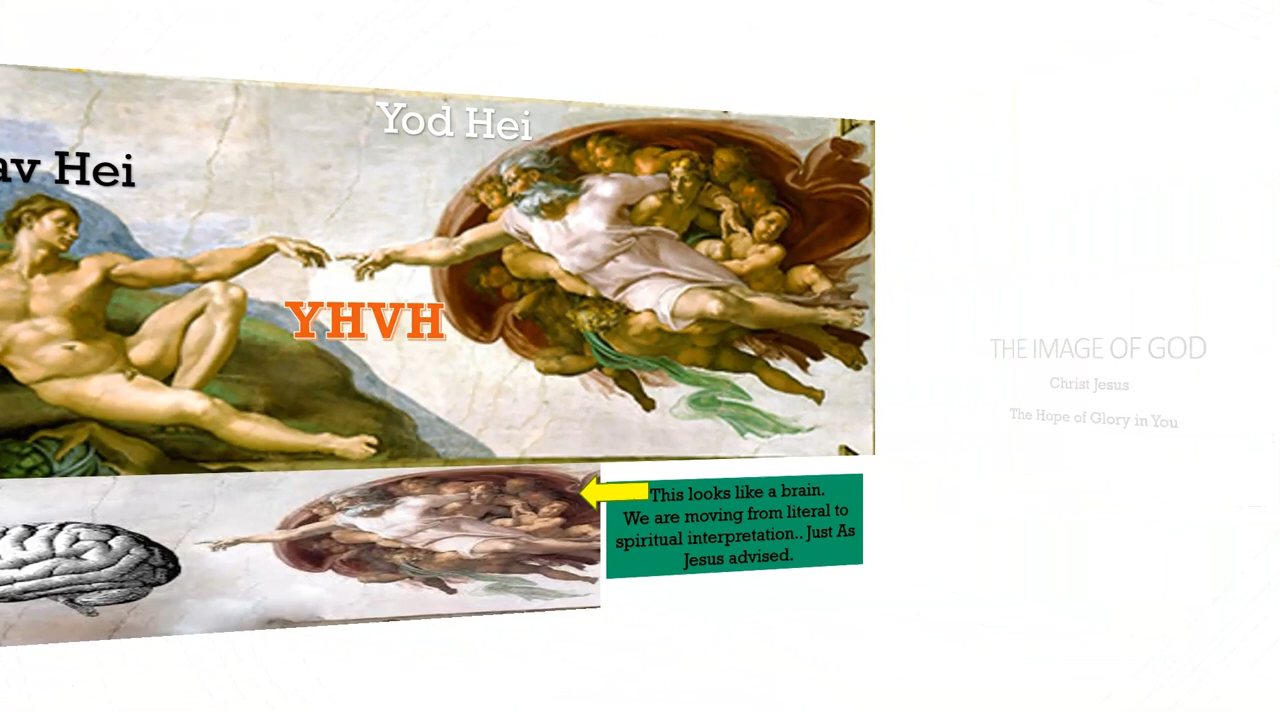 Yod Hei
av Hei
YHVH
THE IMAGE OF GOD
Christ Jesus
The Hope of Glory in You
This looks like a brain.
We are moving from literal to
spiritual interpretation.. Just As
Jesus advised.